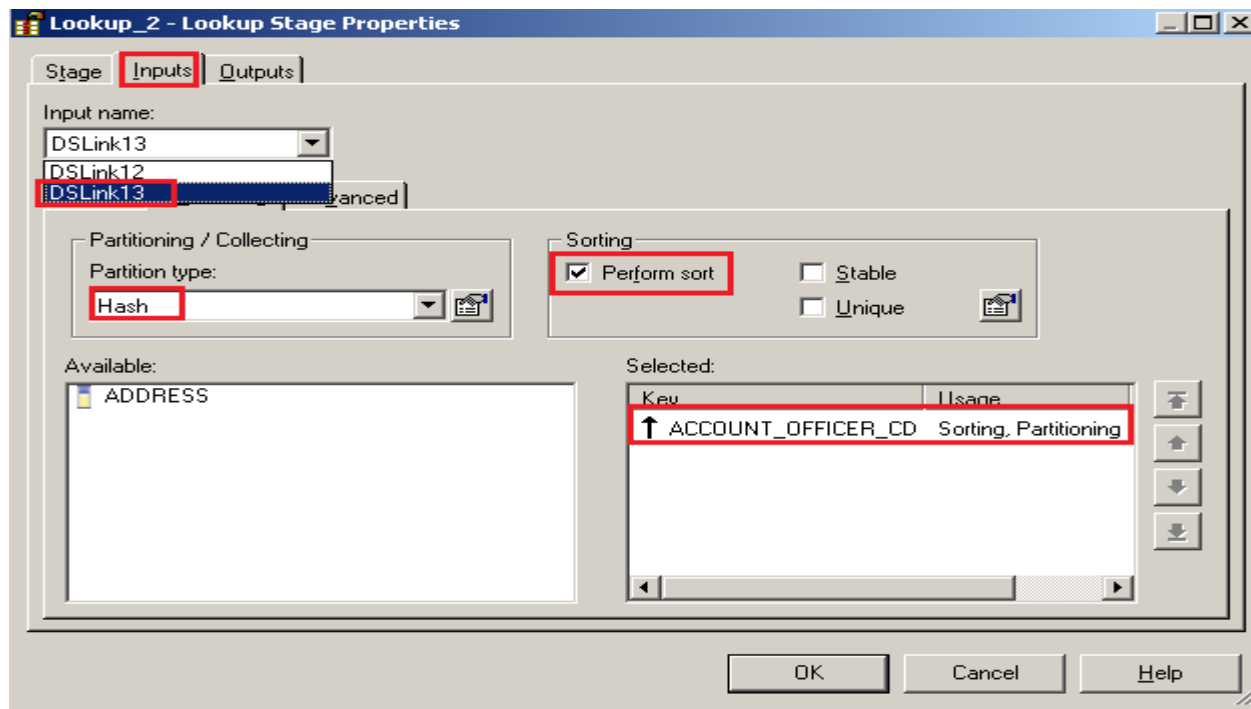 Lookup_2 - Lookup Stage Properties
Stage Inputs Outputs
Input name:
DSLink13
DSLink12
DSLink13
vanced
Partitioning / Collecting
Sorting
Partition type:
Perform sort
Stable
Hash
Unique
Available:
Selected:
ADDRESS
Key Usage
ACCOUNT_OFFICER_CD Sorting, Partitioning
OK Cancel Help